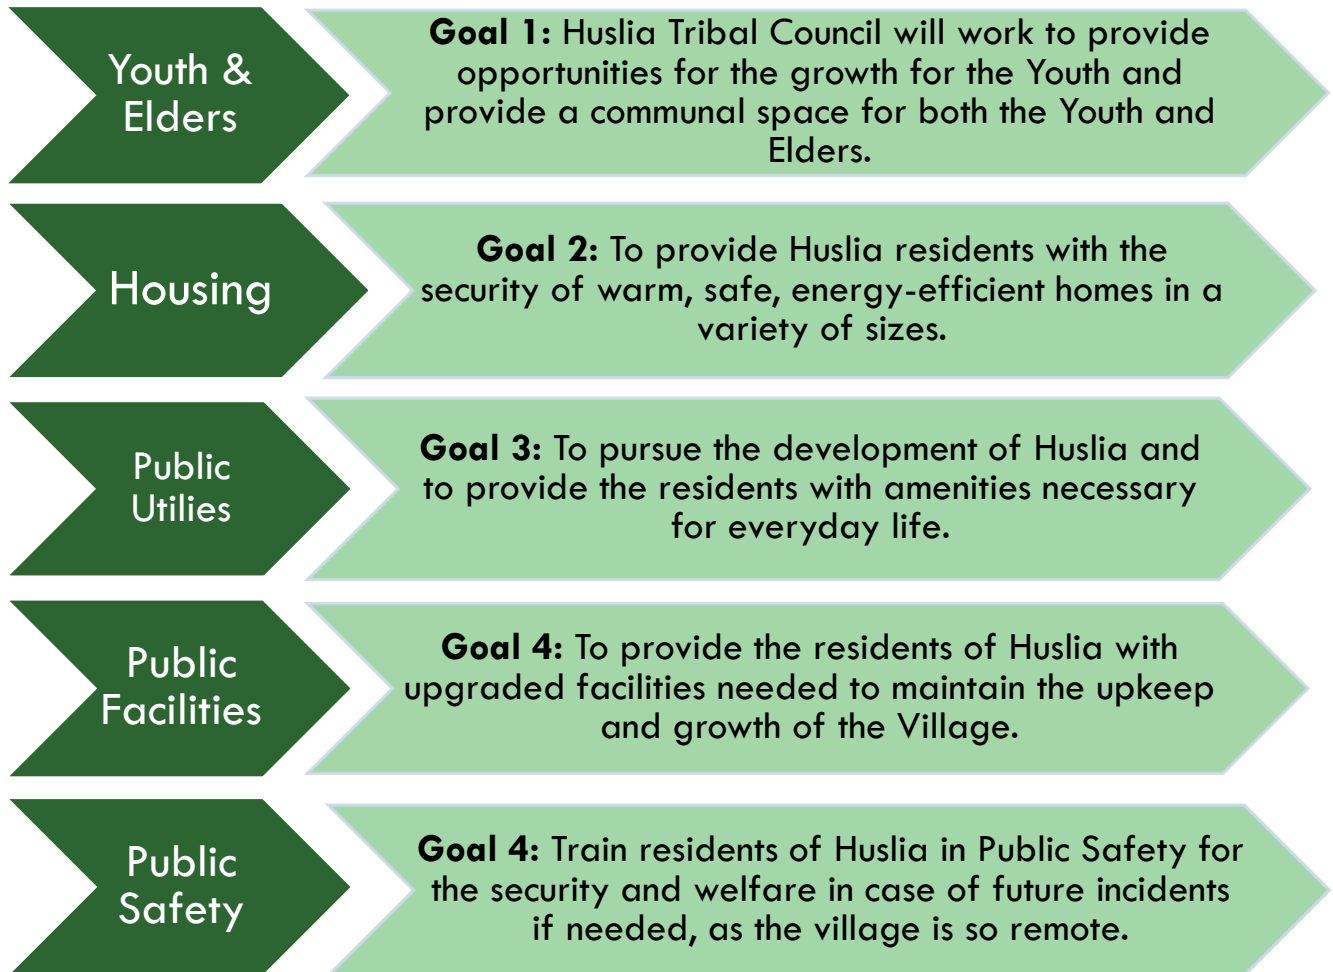 Youth &
Elders
Goal 1: Huslia Tribal Council will work to provide
opportunities for the growth for the Youth and
provide a communal space for both the Youth and
Elders.
Housing
Goal 2: To provide Huslia residents with the
security of warm, safe, energy-efficient homes in a
variety of sizes.
Public
Utilies
Goal 3: To pursue the development of Huslia and
to provide the residents with amenities necessary
for everyday life.
Public
Facilities
Goal 4: To provide the residents of Huslia with
upgraded facilities needed to maintain the upkeep
and growth of the Village.
Public
Safety
Goal 4: Train residents of Huslia in Public Safety for
the security and welfare in case of future incidents
if needed, as the village is so remote.